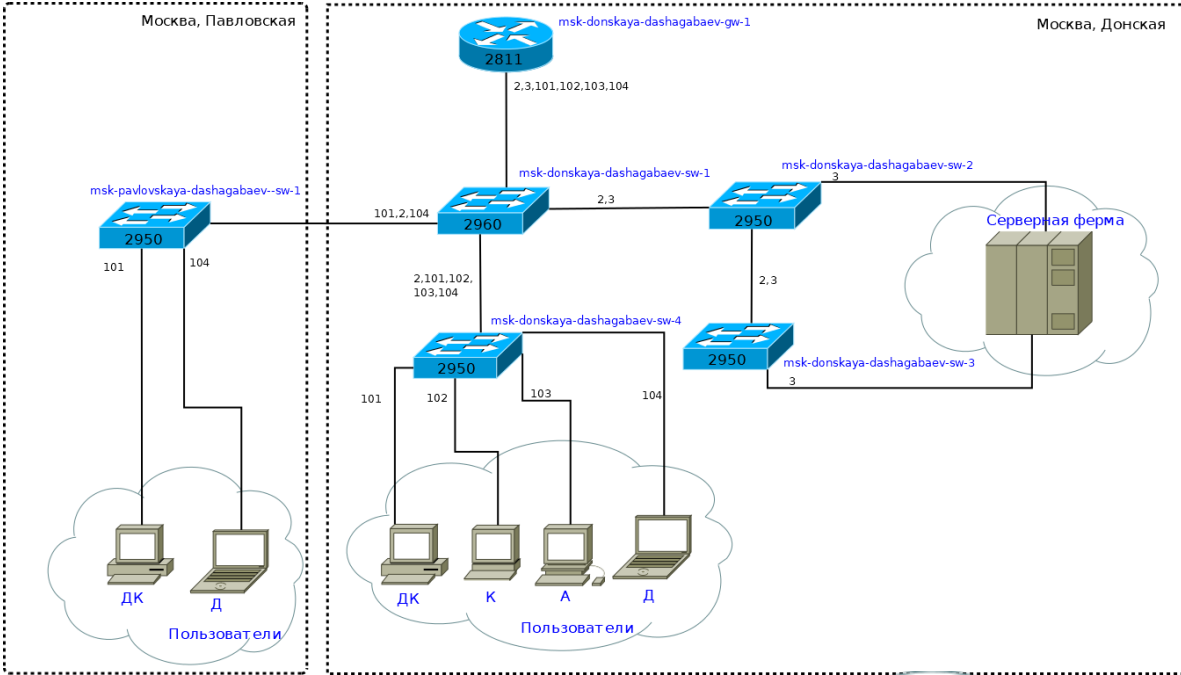 Москва, Павловская
Москва, Донская
msk-donskaya-dashagabaev-gw-1
2811
2,3,101,102,103,104
msk-pavlovskaya-dashagabaev--sw-1
2950
101
104
101,2,104
msk-donskaya-dashagabaev-sw-1
2960
2,3
msk-donskaya-dashagabaev-sw-2
2950
3
Серверная ферма
2,101,102,
103,104
2,3
msk-donskaya-dashagabaev-sw-4
2950
2950
msk-donskaya-dashagabaev-sw-3
3
101
102
103
104
ДК
Д
Пользователи
ДК
К
А
Д
Пользователи